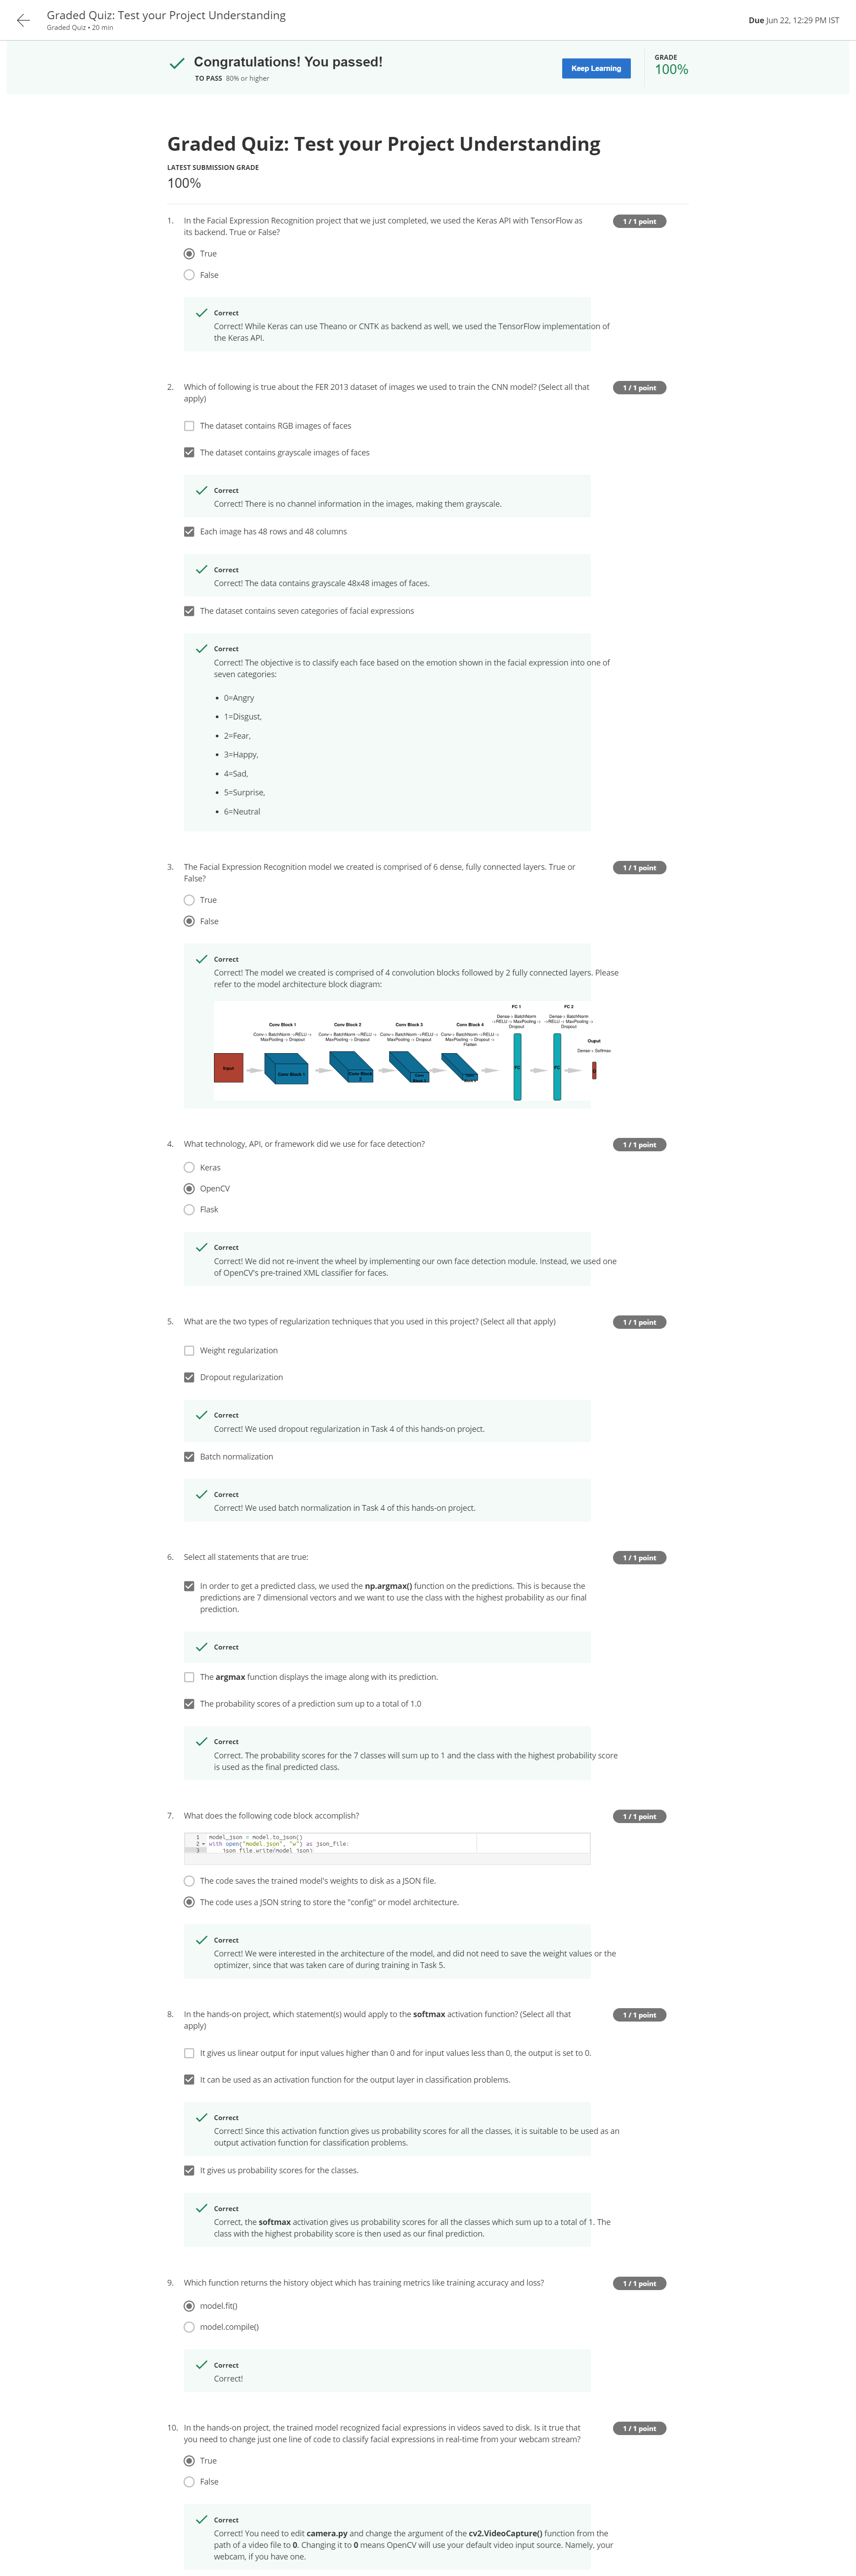 Graded Quiz: Test your Project Understanding
Graded Quiz • 20 min
Due Jun 22, 12:29 PM IST
Congratulations! You passed!
TO PASS 80% or higher
Keep Learning
GRADE
100%
Graded Quiz: Test your Project Understanding
LATEST SUBMISSION GRADE
100%
1. In the Facial Expression Recognition project that we just completed, we used the Keras API with TensorFlow as
its backend. True or False?
1 / 1 point
True
False
Correct
Correct! While Keras can use Theano or CNTK as backend as well, we used the TensorFlow implementation of
the Keras API.
2. Which of following is true about the FER 2013 dataset of images we used to train the CNN model? (Select all that
apply)
1 / 1 point
The dataset contains RGB images of faces
The dataset contains grayscale images of faces
Correct
Correct! There is no channel information in the images, making them grayscale.
Each image has 48 rows and 48 columns
Correct
Correct! The data contains grayscale 48x48 images of faces.
The dataset contains seven categories of facial expressions
Correct
Correct! The objective is to classify each face based on the emotion shown in the facial expression into one of
seven categories:
• 0=Angry
• 1=Disgust,
• 2=Fear,
• 3=Happy,
• 4=Sad,
• 5=Surprise,
• 6=Neutral
3. The Facial Expression Recognition model we created is comprised of 6 dense, fully connected layers. True or
False?
1 / 1 point
True
False
Correct
Correct! The model we created is comprised of 4 convolution blocks followed by 2 fully connected layers. Please
refer to the model architecture block diagram:
FC 1
FC 2
Dense-> BatchNorm
->RELU -> MaxPooling ->
Dropout
Dense-> BatchNorm
->RELU -> MaxPooling ->
Dropout
Conv Block 1
Conv Block 2
Conv Block 3
Conv Block 4
Conv-> BatchNorm ->RELU ->
MaxPooling -> Dropout
Conv-> BatchNorm ->RELU ->
MaxPooling -> Dropout
Conv-> BatchNorm ->RELU ->
MaxPooling -> Dropout
Conv-> BatchNorm ->RELU ->
MaxPooling -> Dropout ->
Flatten
Ouput
Dense-> Softmax
Input
Conv Block 1
Conv Block
2
FC
FC
4. What technology, API, or framework did we use for face detection?
1 / 1 point
Keras
OpenCV
Flask
Correct
Correct! We did not re-invent the wheel by implementing our own face detection module. Instead, we used one
of OpenCV's pre-trained XML classifier for faces.
5. What are the two types of regularization techniques that you used in this project? (Select all that apply)
1 / 1 point
Weight regularization
Dropout regularization
Correct
Correct! We used dropout regularization in Task 4 of this hands-on project.
Batch normalization
Correct
Correct! We used batch normalization in Task 4 of this hands-on project.
6. Select all statements that are true:
1 / 1 point
In order to get a predicted class, we used the np.argmax() function on the predictions. This is because the
predictions are 7 dimensional vectors and we want to use the class with the highest probability as our final
prediction.
Correct
The argmax function displays the image along with its prediction.
The probability scores of a prediction sum up to a total of 1.0
Correct
Correct. The probability scores for the 7 classes will sum up to 1 and the class with the highest probability score
is used as the final predicted class.
7. What does the following code block accomplish?
1 / 1 point
1 model_json = model.to_json()
2 with open("model.json", "w") as json_file:
3 json_file.write(model_json)
The code saves the trained model's weights to disk as a JSON file.
The code uses a JSON string to store the "config" or model architecture.
Correct
Correct! We were interested in the architecture of the model, and did not need to save the weight values or the
optimizer, since that was taken care of during training in Task 5.
8. In the hands-on project, which statement(s) would apply to the softmax activation function? (Select all that
apply)
1 / 1 point
It gives us linear output for input values higher than 0 and for input values less than 0, the output is set to 0.
It can be used as an activation function for the output layer in classification problems.
Correct
Correct! Since this activation function gives us probability scores for all the classes, it is suitable to be used as an
output activation function for classification problems.
It gives us probability scores for the classes.
Correct
Correct, the softmax activation gives us probability scores for all the classes which sum up to a total of 1. The
class with the highest probability score is then used as our final prediction.
9. Which function returns the history object which has training metrics like training accuracy and loss?
1 / 1 point
model.fit()
model.compile()
Correct
Correct!
10. In the hands-on project, the trained model recognized facial expressions in videos saved to disk. Is it true that
you need to change just one line of code to classify facial expressions in real-time from your webcam stream?
1 / 1 point
True
False
Correct
Correct! You need to edit camera.py and change the argument of the cv2.VideoCapture() function from the
path of a video file to 0. Changing it to 0 means OpenCV will use your default video input source. Namely, your
webcam, if you have one.